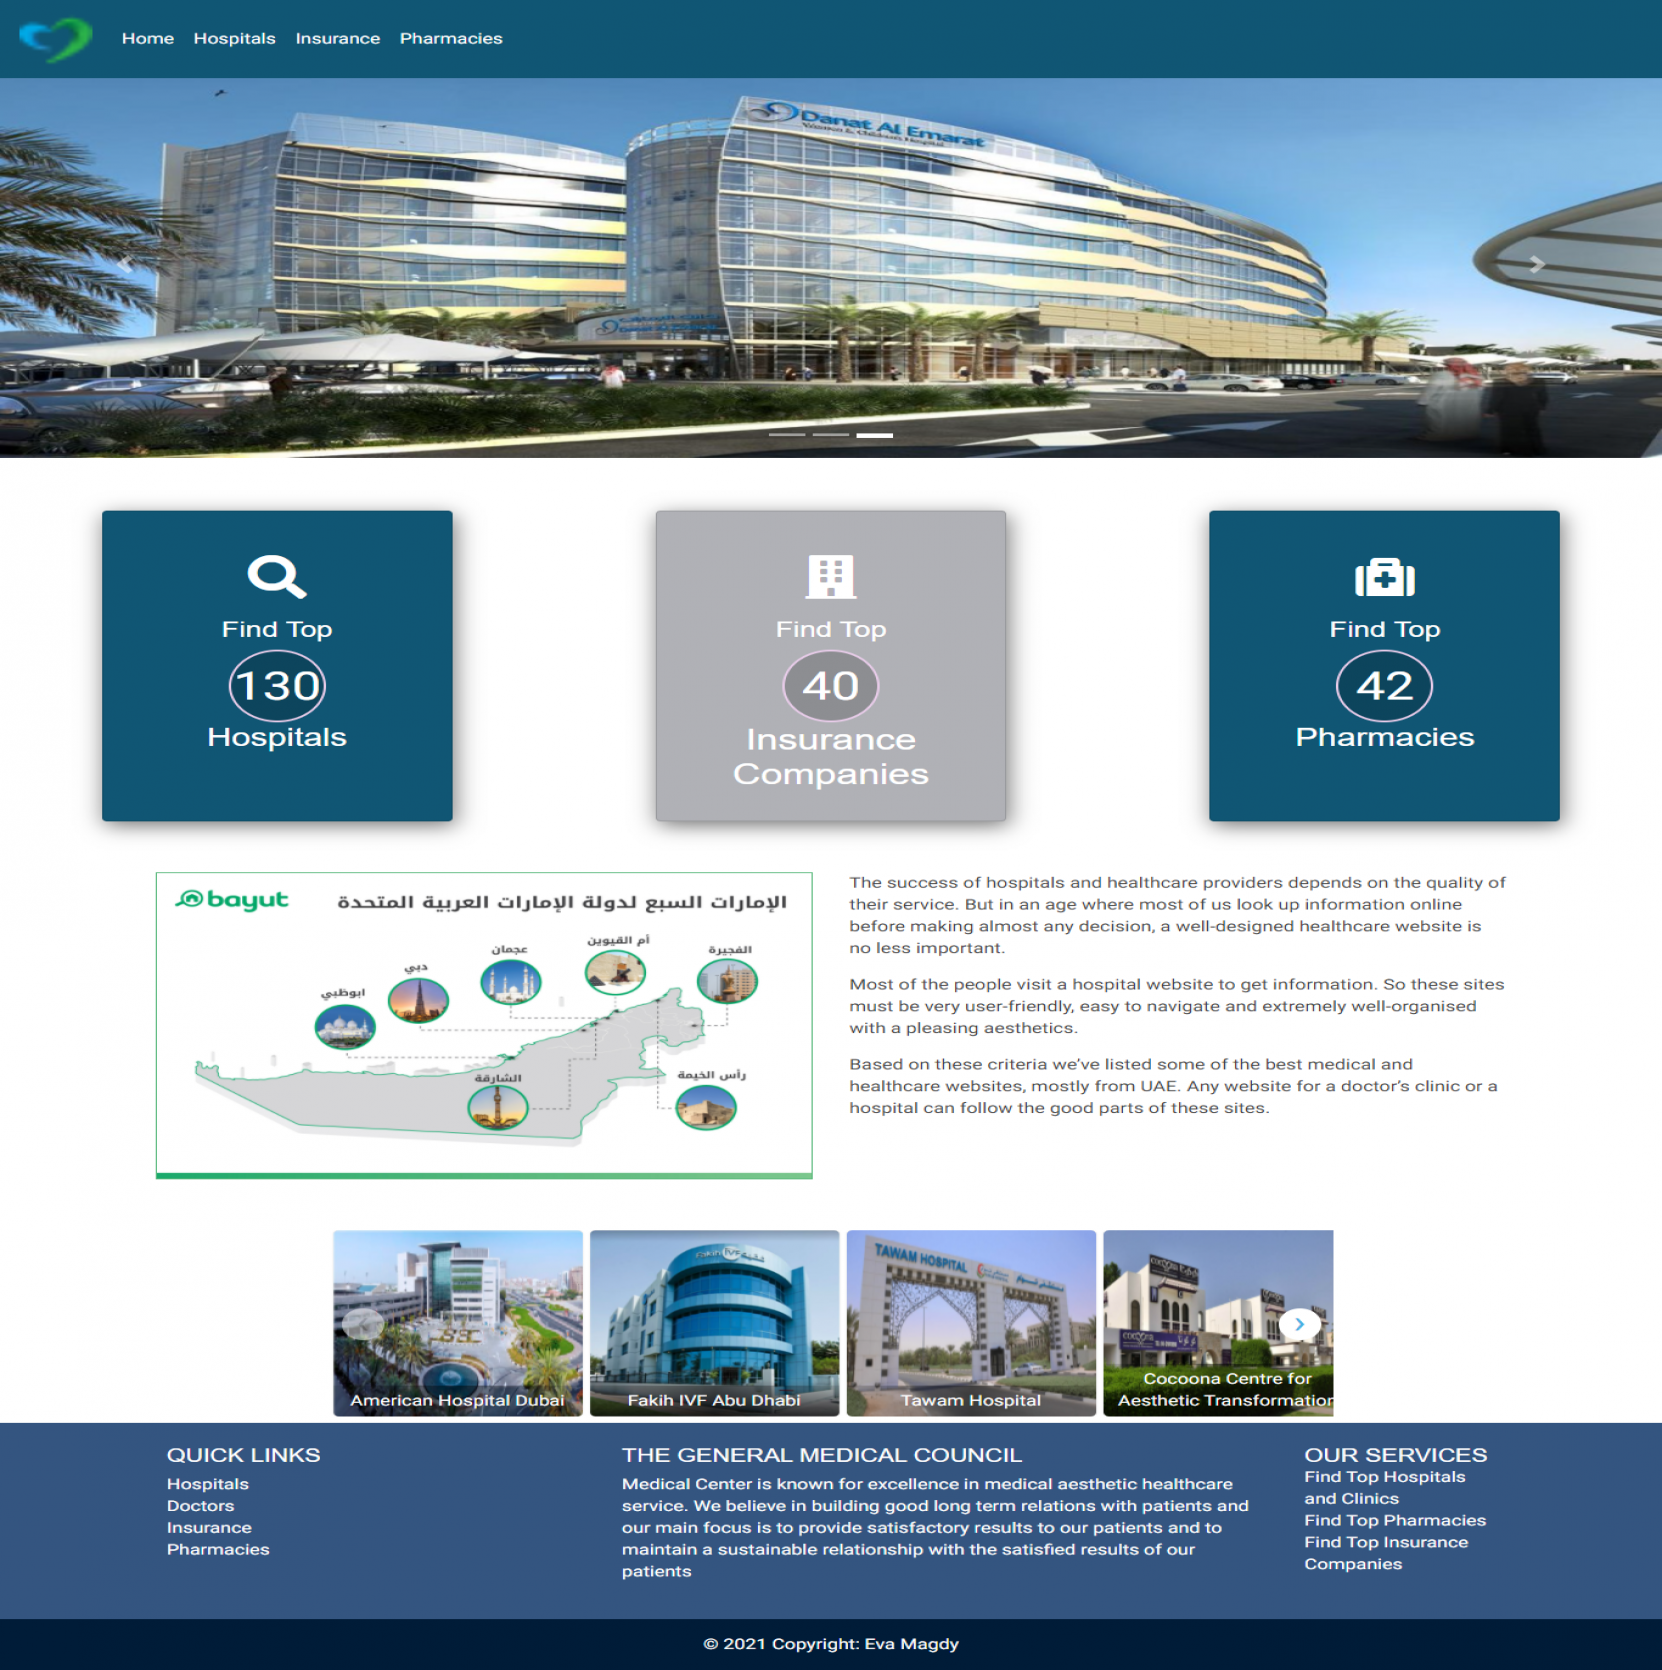 Home Hospitals Insurance Pharmacies
Danat Al Emarat
Women & Children's Hospital
Find Top
130
Hospitals
Find Top
40
Insurance
Companies
Find Top
42
Pharmacies
bayut
الإمارات السبع لدولة الإمارات العربية المتحدة
أم القيوين
عجمان
الفجيرة
دبي
ابوظبي
الشارقة
رأس الخيمة
The success of hospitals and healthcare providers depends on the quality of
their service. But in an age where most of us look up information online
before making almost any decision, a well-designed healthcare website is
no less important.
Most of the people visit a hospital website to get information. So these sites
must be very user-friendly, easy to navigate and extremely well-organised
with a pleasing aesthetics.
Based on these criteria we’ve listed some of the best medical and
healthcare websites, mostly from UAE. Any website for a doctor’s clinic or a
hospital can follow the good parts of these sites.
American Hospital Dubai
Fakih IVF
Fakih IVF Abu Dhabi
TAWAM HOSPITAL
Tawam Hospital
cocoona
Cocoona Centre for
Aesthetic Transformation
QUICK LINKS
Hospitals
Doctors
Insurance
Pharmacies
THE GENERAL MEDICAL COUNCIL
Medical Center is known for excellence in medical aesthetic healthcare
service. We believe in building good long term relations with patients and
our main focus is to provide satisfactory results to our patients and to
maintain a sustainable relationship with the satisfied results of our
patients
OUR SERVICES
Find Top Hospitals
and Clinics
Find Top Pharmacies
Find Top Insurance
Companies
© 2021 Copyright: Eva Magdy